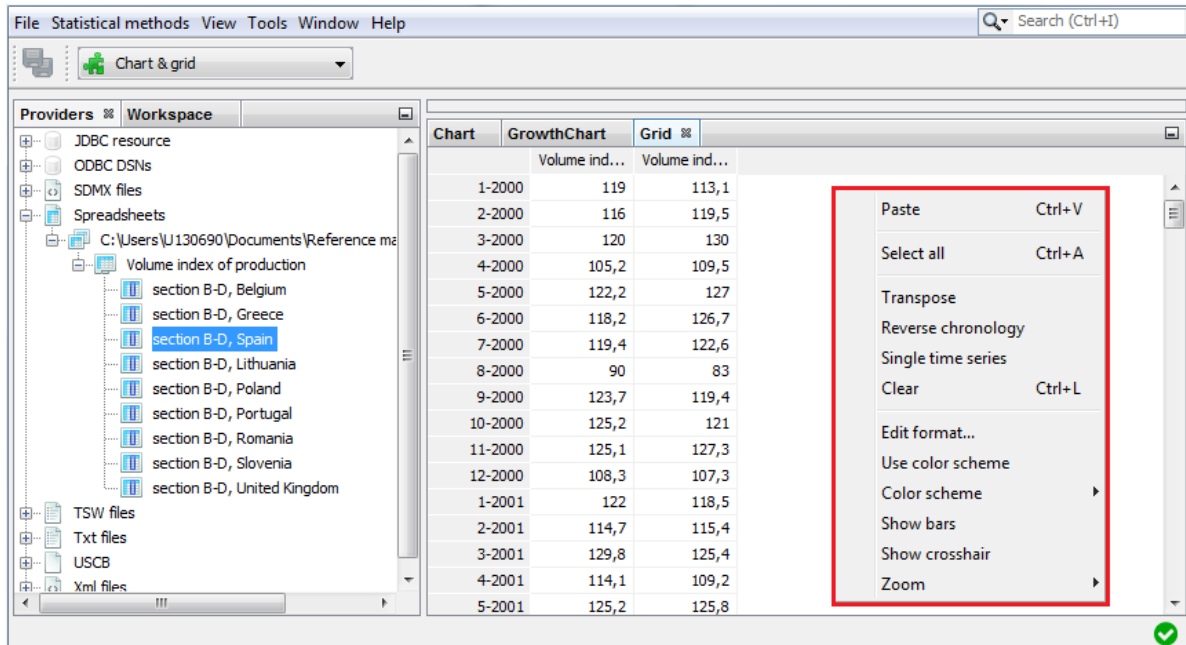 File Statistical methods View Tools Window Help
Search (Ctrl+I)
Chart & grid
Providers Workspace
JDBC resource
ODBC DSNs
SDMX files
Spreadsheets
C:\Users\U130690\Documents\Reference ma
Volume index of production
section B-D, Belgium
section B-D, Greece
section B-D, Spain
section B-D, Lithuania
section B-D, Poland
section B-D, Portugal
section B-D, Romania
section B-D, Slovenia
section B-D, United Kingdom
TSW files
Txt files
USCB
Xml files
Chart GrowthChart Grid
Volume ind... Volume ind...
1-2000 119 113,1
2-2000 116 119,5
3-2000 120 130
4-2000 105,2 109,5
5-2000 122,2 127
6-2000 118,2 126,7
7-2000 119,4 122,6
8-2000 90 83
9-2000 123,7 119,4
10-2000 125,2 121
11-2000 125,1 127,3
12-2000 108,3 107,3
1-2001 122 118,5
2-2001 114,7 115,4
3-2001 129,8 125,4
4-2001 114,1 109,2
5-2001 125,2 125,8
Paste Ctrl+V
Select all Ctrl+A
Transpose
Reverse chronology
Single time series
Clear Ctrl+L
Edit format...
Use color scheme
Color scheme
Show bars
Show crosshair
Zoom